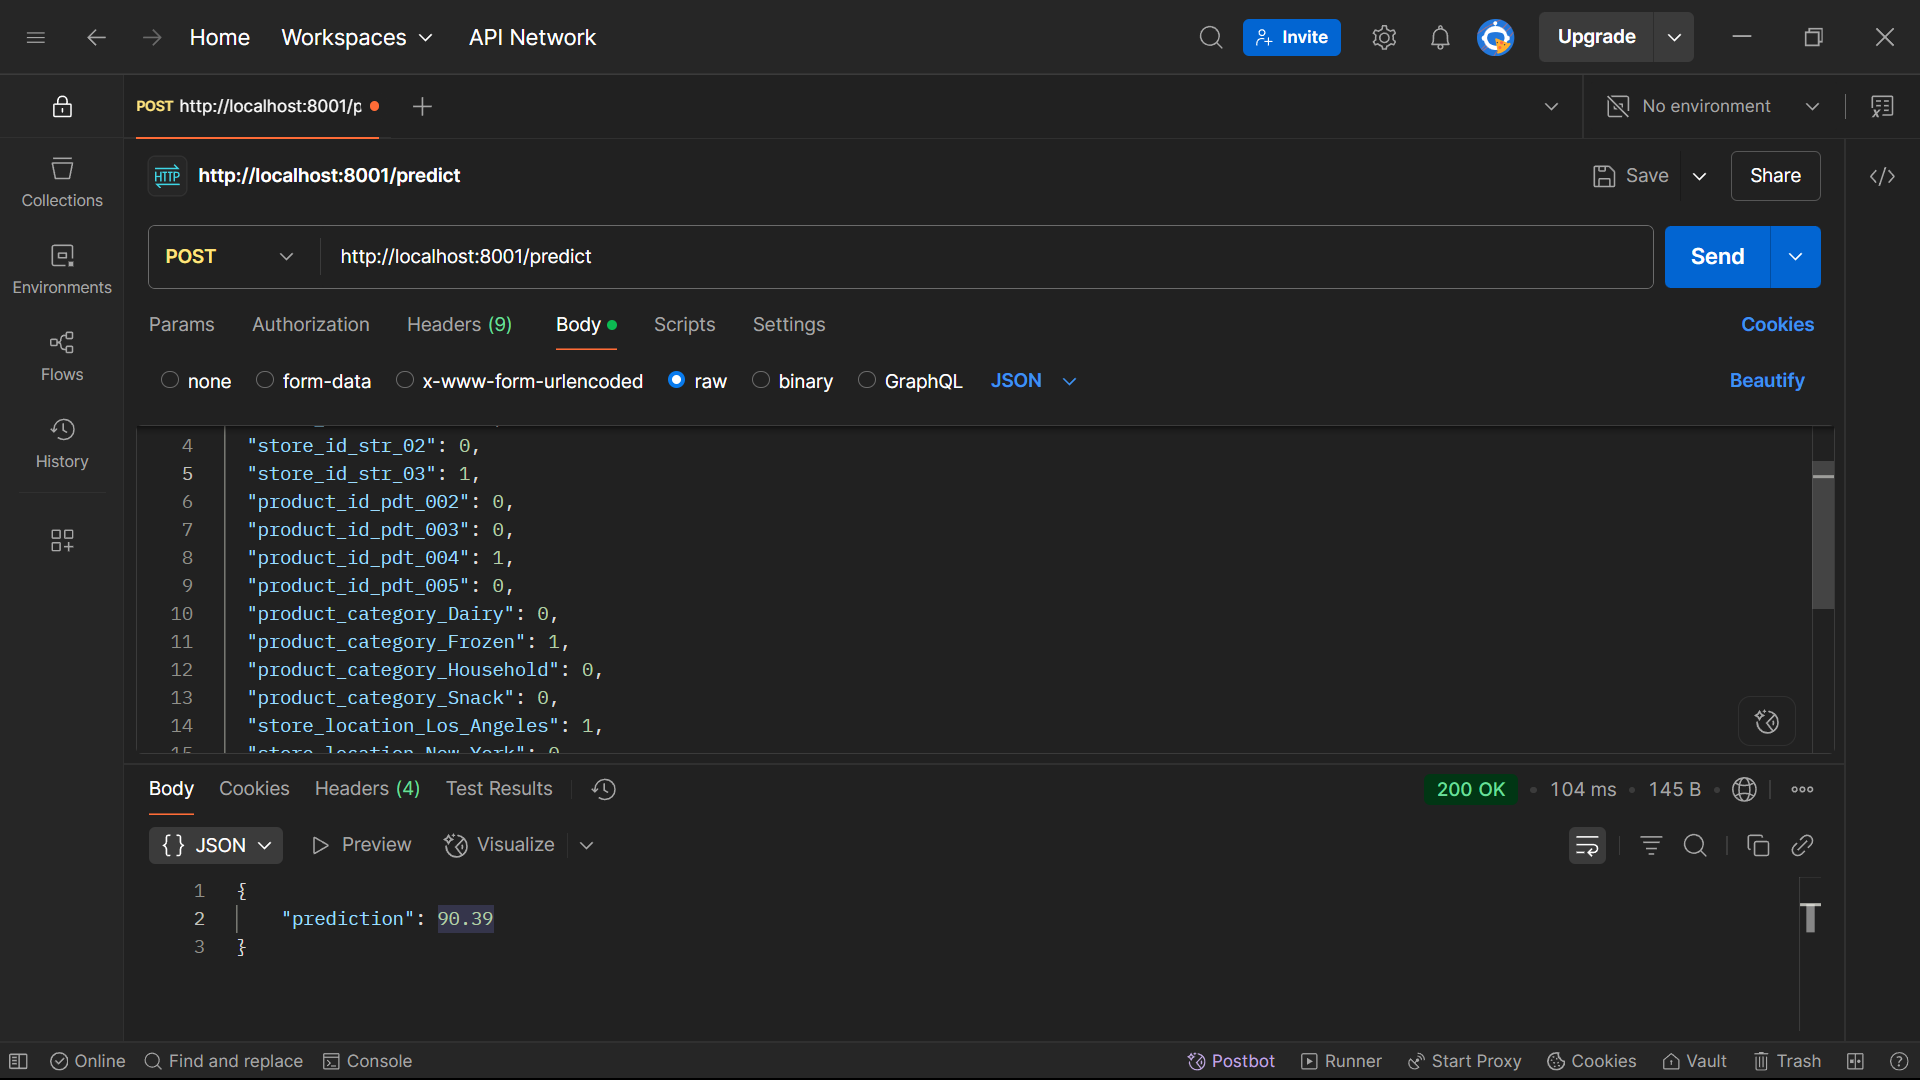 Home Workspaces API Network Invite Upgrade
POST http://localhost:8001/p No environment
HTTP http://localhost:8001/predict Save Share
POST http://localhost:8001/predict Send
Params Authorization Headers (9) Body Scripts Settings Cookies
none form-data x-www-form-urlencoded raw binary GraphQL JSON Beautify
Collections
Environments
Flows
History
4 "store_id_str_02": 0,
5 "store_id_str_03": 1,
6 "product_id_pdt_002": 0,
7 "product_id_pdt_003": 0,
8 "product_id_pdt_004": 1,
9 "product_id_pdt_005": 0,
10 "product_category_Dairy": 0,
11 "product_category_Frozen": 1,
12 "product_category_Household": 0,
13 "product_category_Snack": 0,
14 "store_location_Los_Angeles": 1,
15 "store_location_New_York": 0
Body Cookies Headers (4) Test Results 200 OK • 104 ms • 145 B •
{} JSON Preview Visualize
1 {
2 "prediction": 90.39
3 }
Online Find and replace Console Postbot Runner Start Proxy Cookies Vault Trash